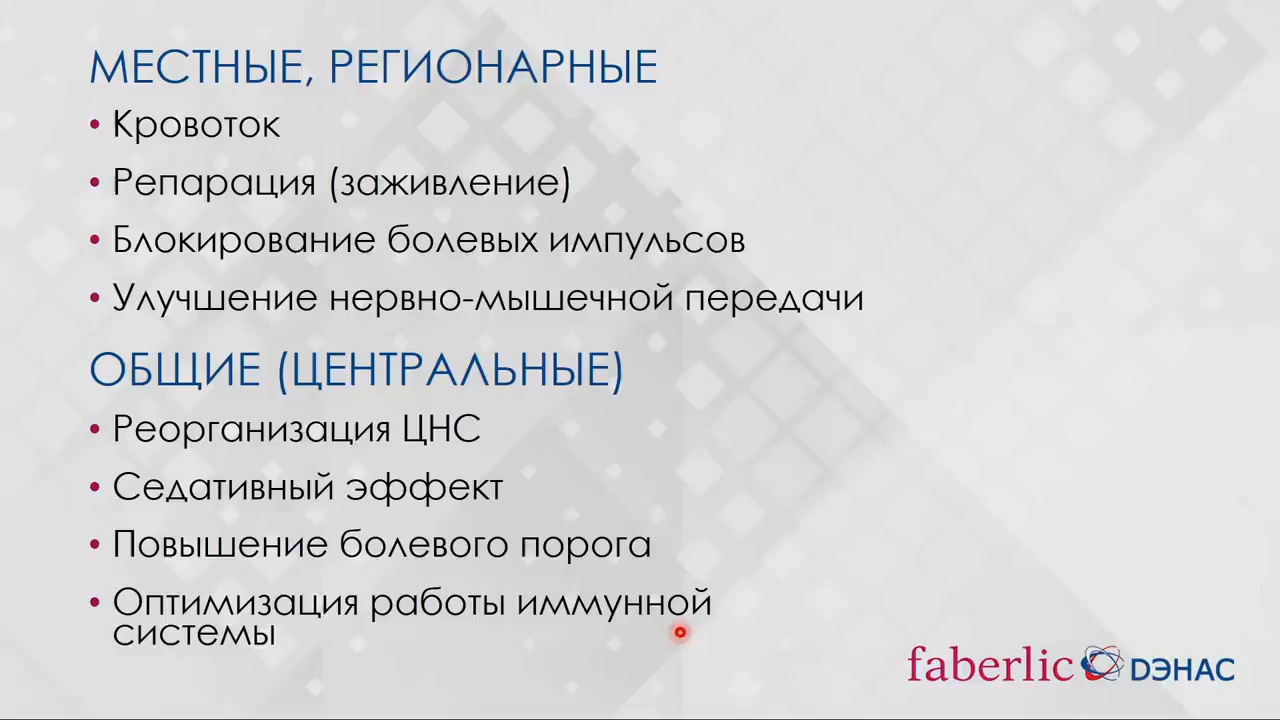 МЕСТНЫЕ, РЕГИОНАРНЫЕ
• Кровоток
• Репарация (заживление)
• Блокирование болевых импульсов
• Улучшение нервно-мышечной передачи
ОБЩИЕ (ЦЕНТРАЛЬНЫЕ)
• Реорганизация ЦНС
• Седативный эффект
• Повышение болевого порога
• Оптимизация работы иммунной
системы
faberlic ДЭНАС